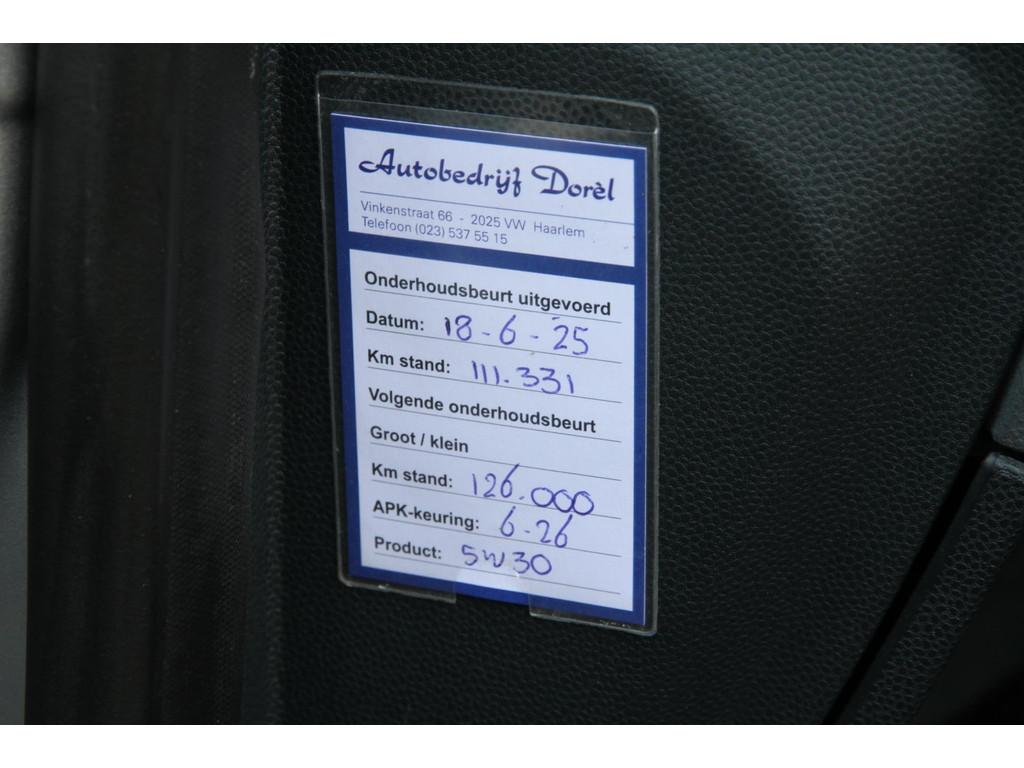 Autobedrijf Dorèl
Vinkenstraat 66 - 2025 VW Haarlem
Telefoon (023) 537 55 15
Onderhoudsbeurt uitgevoerd
Datum: 18-6-25
Km stand: 111.331
Volgende onderhoudsbeurt
Groot / klein
Km stand: 126.000
APK-keuring: 6-26
Product: 5W30